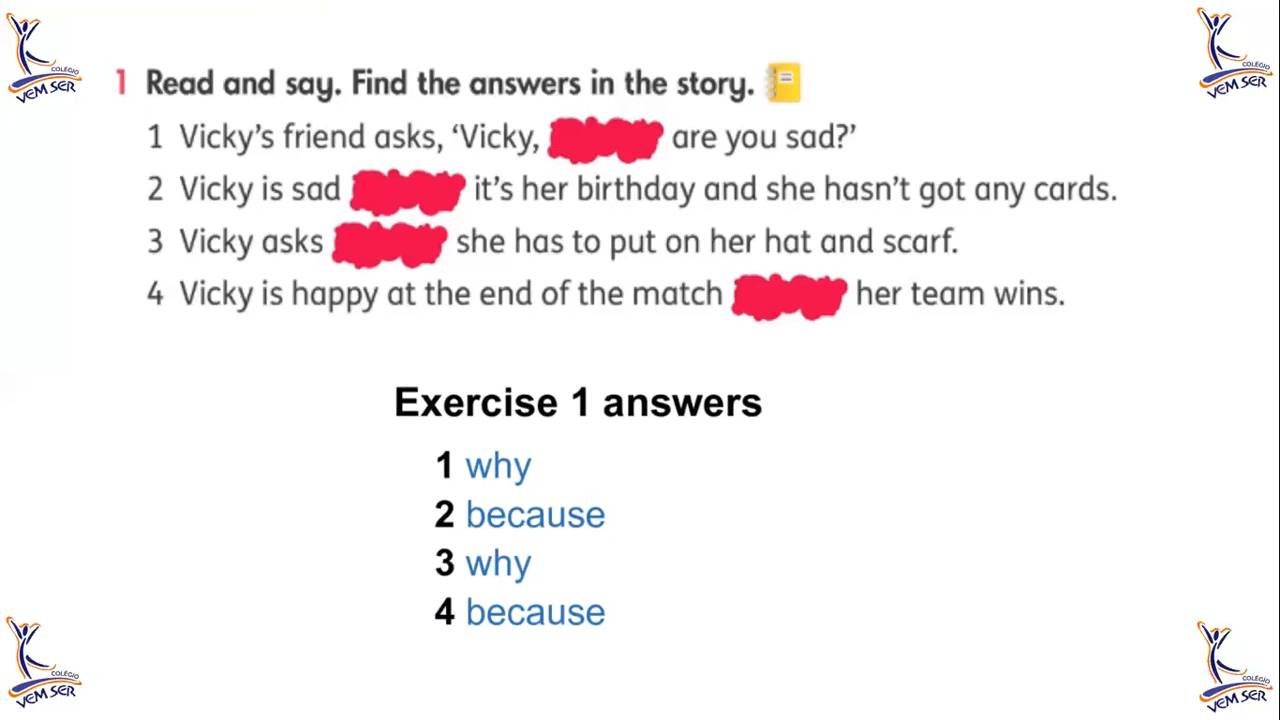 COLÉGIO
VEM SER
COLÉGIO
VEM SER
1 Read and say. Find the answers in the story.
1 Vicky's friend asks, ‘Vicky, are you sad?’
2 Vicky is sad it's her birthday and she hasn't got any cards.
3 Vicky asks she has to put on her hat and scarf.
4 Vicky is happy at the end of the match her team wins.
Exercise 1 answers
1 why
2 because
3 why
4 because
COLÉGIO
VEM SER
COLÉGIO
VEM SER